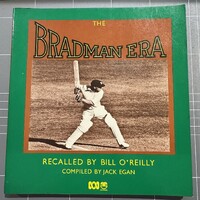 THE
BRADMAN ERA
RECALLED BY BILL O'REILLY
COMPILED BY JACK EGAN
ABC